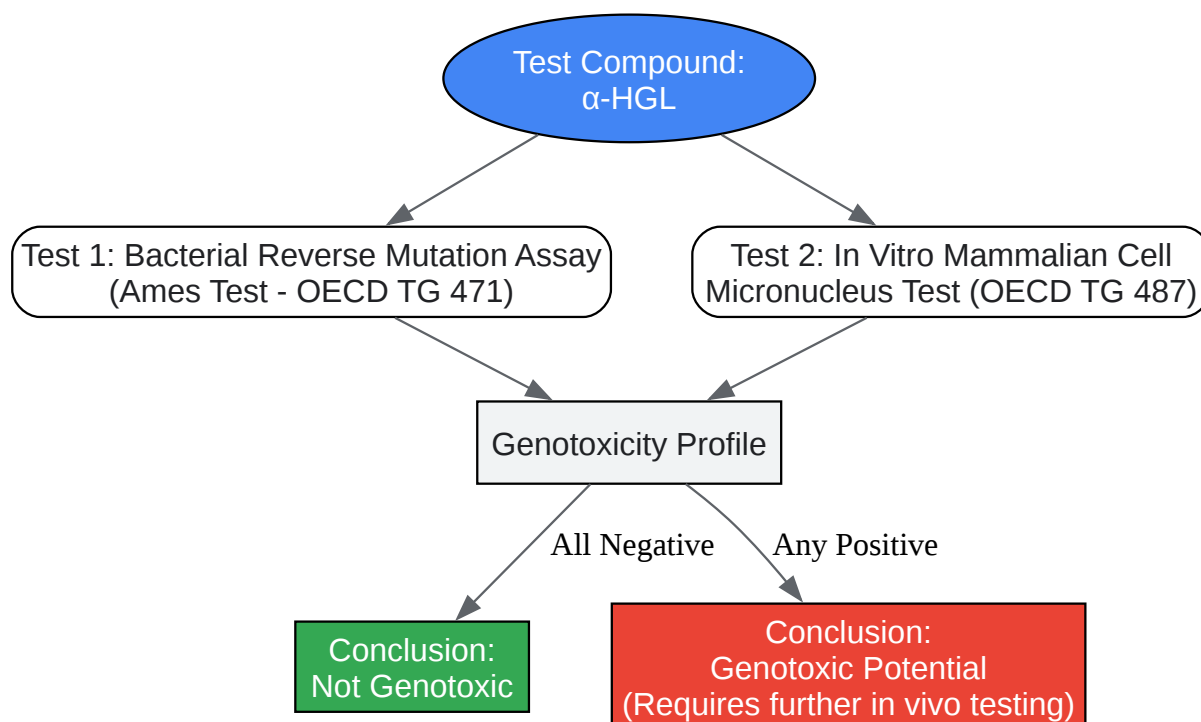 Test Compound:
α-HGL
Test 1: Bacterial Reverse Mutation Assay
(Ames Test - OECD TG 471)
Test 2: In Vitro Mammalian Cell
Micronucleus Test (OECD TG 487)
Genotoxicity Profile
All Negative
Any Positive
Conclusion:
Not Genotoxic
Conclusion:
Genotoxic Potential
(Requires further in vivo testing)